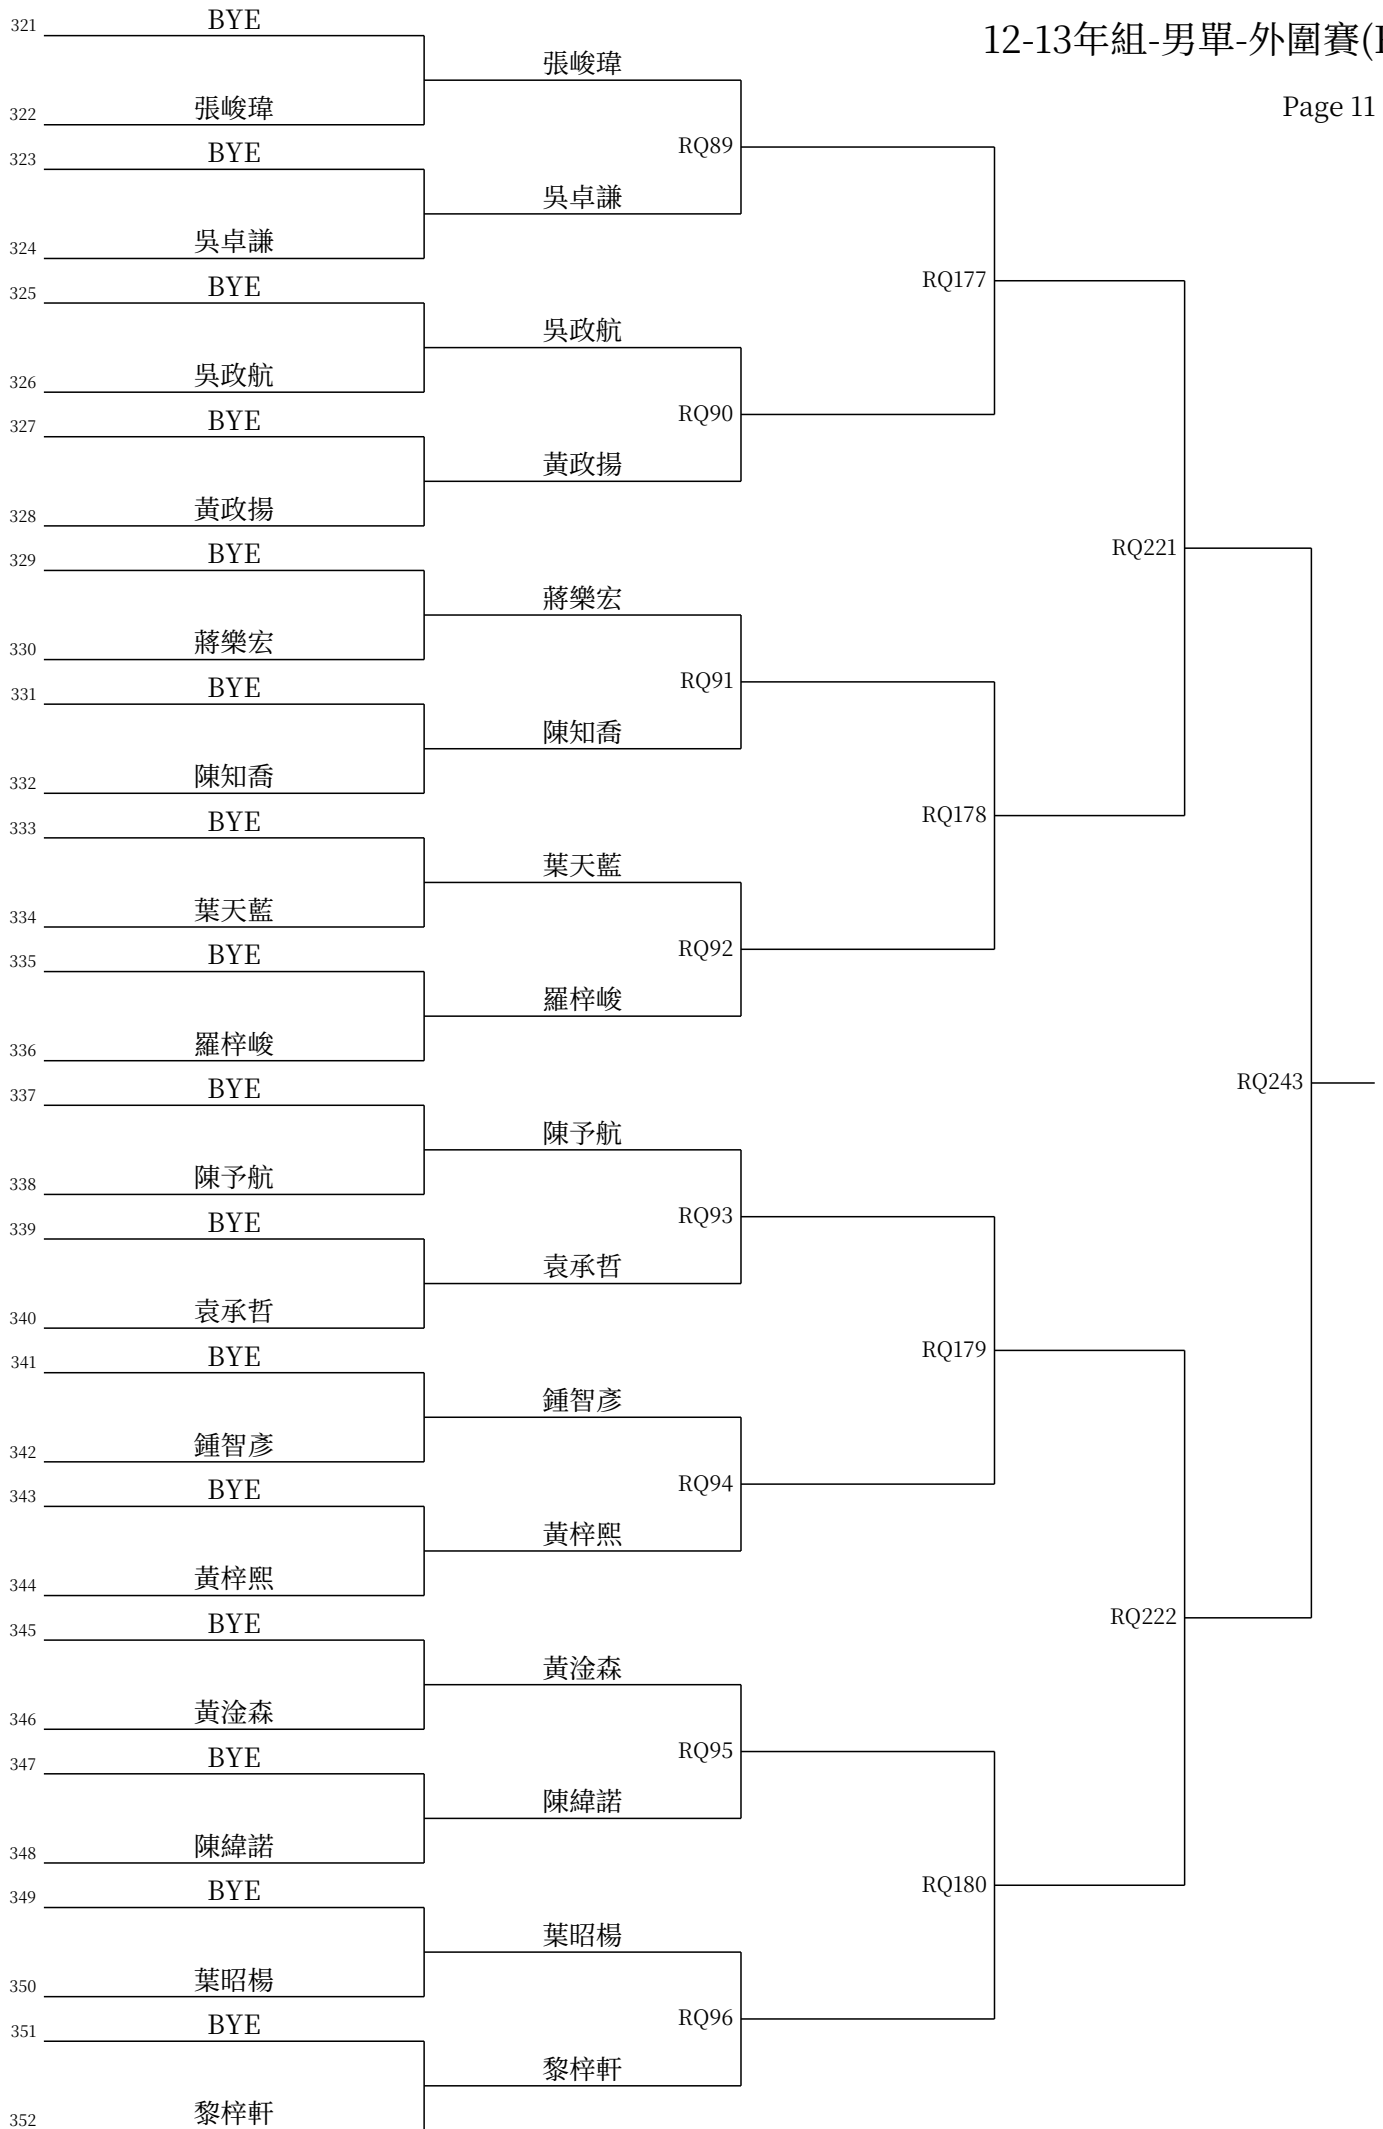 12-13年組-男單-外圍賽(
Page 11
321 BYE
張峻瑋
322 張峻瑋
RQ89
323 BYE
吳卓謙
324 吳卓謙
RQ177
325 BYE
吳政航
326 吳政航
RQ90
327 BYE
黃政揚
328 黃政揚
RQ221
329 BYE
蔣樂宏
330 蔣樂宏
RQ91
331 BYE
陳知喬
332 陳知喬
RQ178
333 BYE
葉天藍
334 葉天藍
RQ92
335 BYE
羅梓峻
336 羅梓峻
RQ243
337 BYE
陳予航
338 陳予航
RQ93
339 BYE
袁承哲
340 袁承哲
RQ179
341 BYE
鍾智彥
342 鍾智彥
RQ94
343 BYE
黃梓熙
344 黃梓熙
RQ222
345 BYE
黃淦森
346 黃淦森
RQ95
347 BYE
陳緯諾
348 陳緯諾
RQ180
349 BYE
葉昭楊
350 葉昭楊
RQ96
351 BYE
黎梓軒
352 黎梓軒